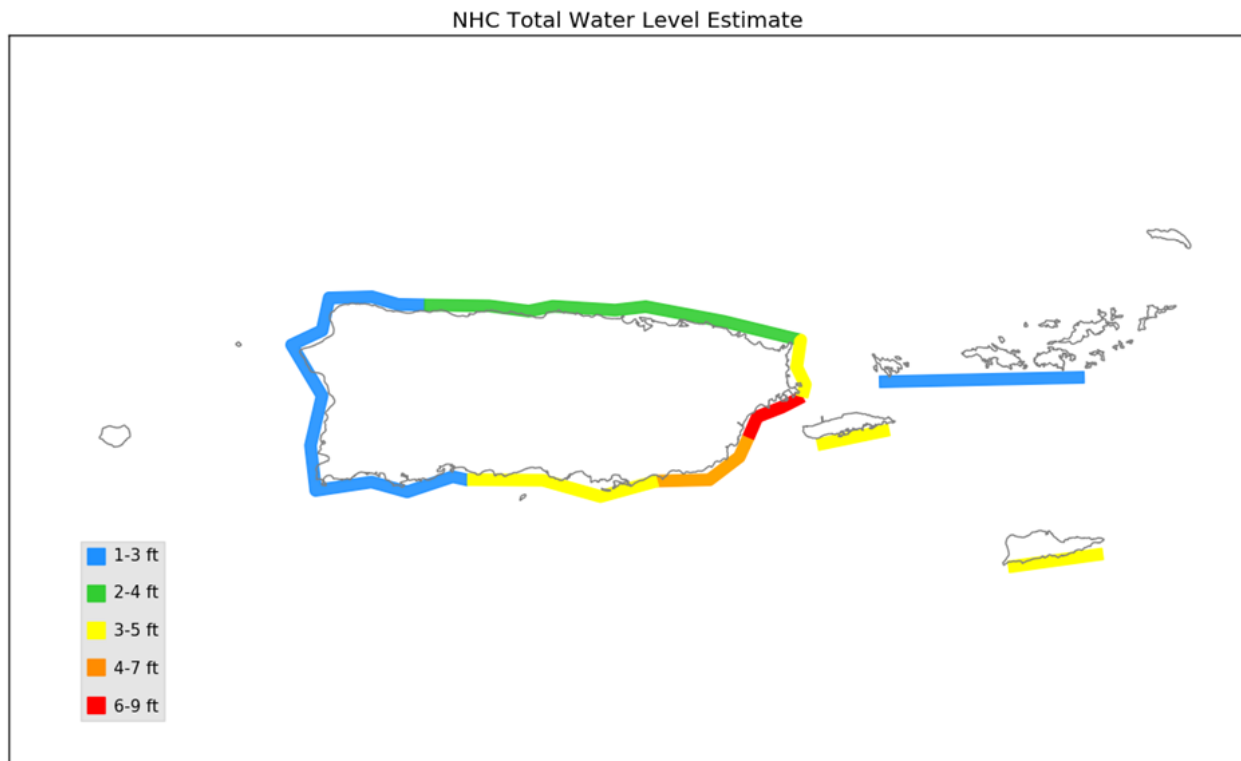 NHC Total Water Level Estimate
1-3 ft
2-4 ft
3-5 ft
4-7 ft
6-9 ft